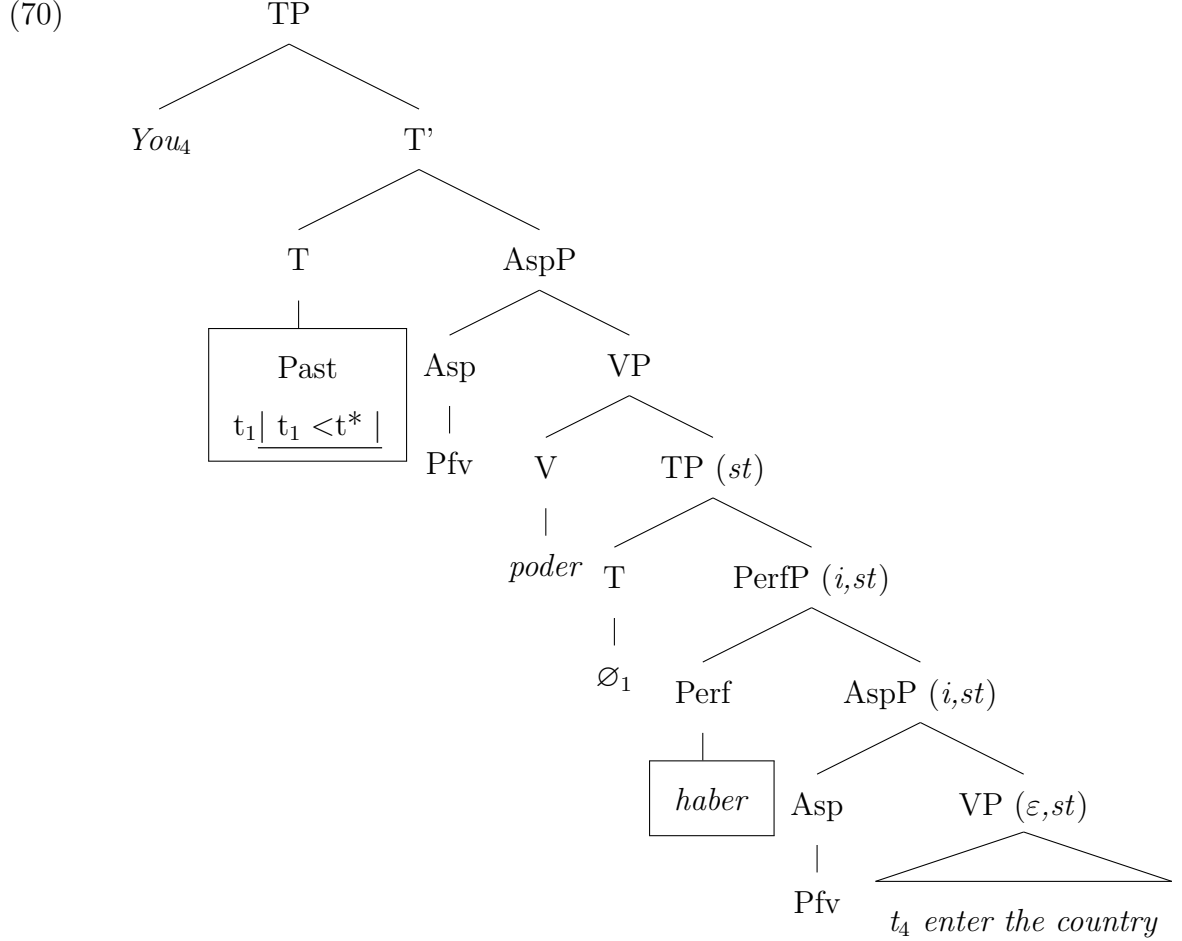 (70) TP
You₄ T’
T AspP
Past
t₁| t₁ <t* |
Asp VP
Pfv V TP (st)
poder T PerfP (i,st)
∅₁ Perf AspP (i,st)
haber Asp VP (ε,st)
Pfv t₄ enter the country